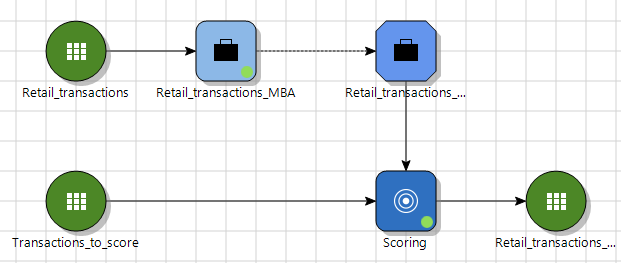 Retail_transactions
Retail_transactions_MBA
Retail_transactions_...
Transactions_to_score
Scoring
Retail_transactions_...